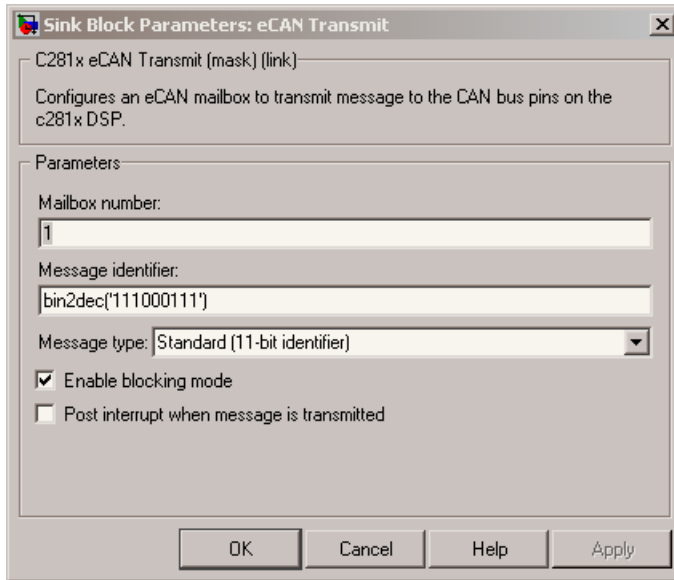 Sink Block Parameters: eCAN Transmit
C281x eCAN Transmit (mask) (link)
Configures an eCAN mailbox to transmit message to the CAN bus pins on the
c281x DSP.
Parameters
Mailbox number:
1
Message identifier:
bin2dec('111000111')
Message type: Standard (11-bit identifier)
Enable blocking mode
Post interrupt when message is transmitted
OK Cancel Help Apply